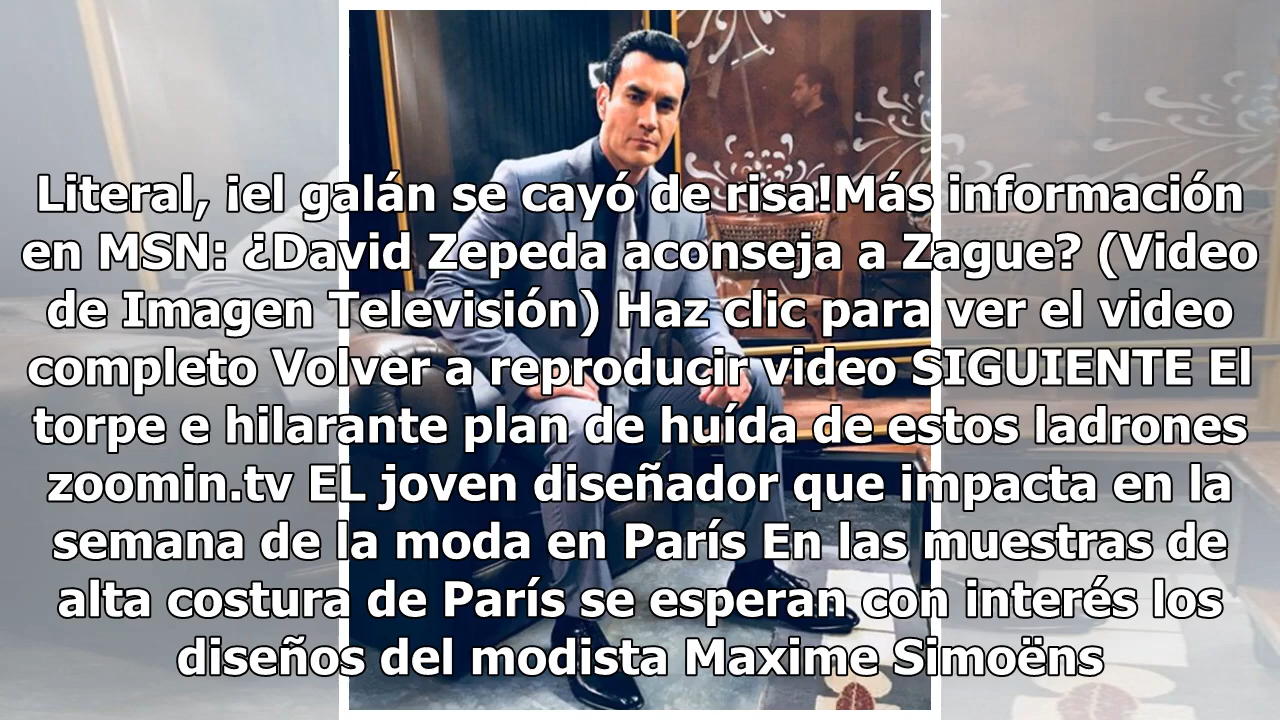 Literal, ¡el galán se cayó de risa!Más información
en MSN: ¿David Zepeda aconseja a Zague? (Video
de Imagen Televisión) Haz clic para ver el video
completo Volver a reproducir video SIGUIENTE El
torpe e hilarante plan de huída de estos ladrones
zoomin.tv EL joven diseñador que impacta en la
semana de la moda en París En las muestras de
alta costura de París se esperan con interés los
diseños del modista Maxime Simoëns